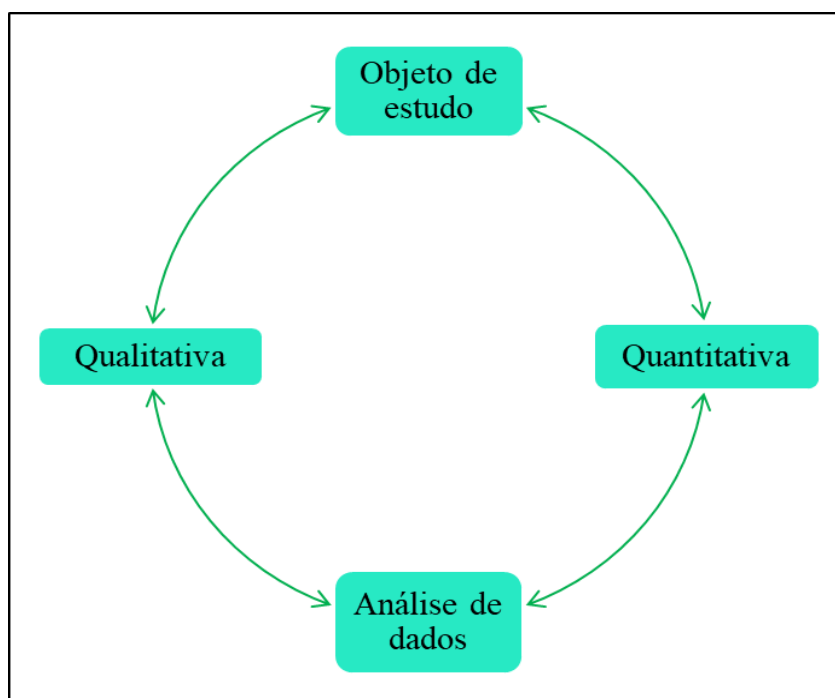 Objeto de
estudo
Qualitativa
Quantitativa
Análise de
dados